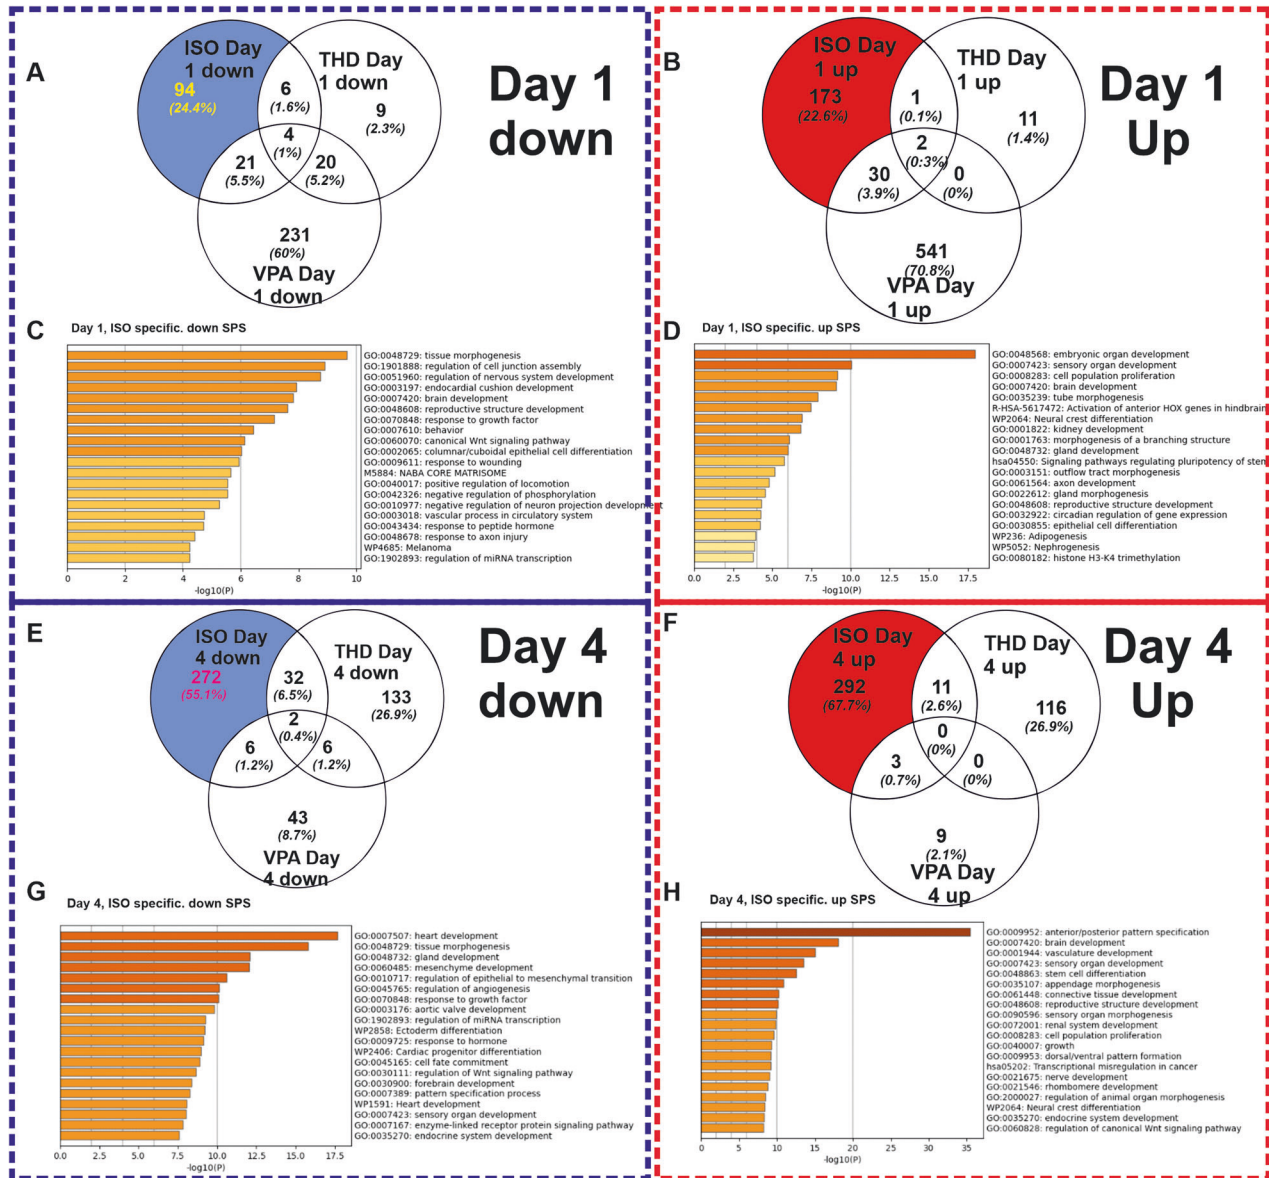 A
ISO Day
1 down
94
(24.4%)
THD Day
1 down
6
(1.6%)
9
(2.3%)
4
(1%)
21
(5.5%)
20
(5.2%)
231
(60%)
VPA Day
1 down
Day 1
down
B
ISO Day
1 up
173
(22.6%)
THD Day
1 up
1
(0.1%)
11
(1.4%)
2
(0.3%)
30
(3.9%)
0
(0%)
541
(70.8%)
VPA Day
1 up
Day 1
Up
C
Day 1, ISO specific. down SPS
GO:0048729: tissue morphogenesis
GO:1901888: regulation of cell junction assembly
GO:0051960: regulation of nervous system development
GO:0003197: endocardial cushion development
GO:0007420: brain development
GO:0048608: reproductive structure development
GO:0070848: response to growth factor
GO:0007610: behavior
GO:0060070: canonical Wnt signaling pathway
GO:0002065: columnar/cuboidal epithelial cell differentiation
GO:0009611: response to wounding
M5884: NABA CORE MATRISOME
GO:0040017: positive regulation of locomotion
GO:0042326: negative regulation of phosphorylation
GO:0010977: negative regulation of neuron projection development
GO:0003018: vascular process in circulatory system
GO:0043434: response to peptide hormone
GO:0048678: response to axon injury
WP4685: Melanoma
GO:1902893: regulation of miRNA transcription
0 2 4 6 8 10
-log10(P)
D
Day 1, ISO specific. up SPS
GO:0048568: embryonic organ development
GO:0007423: sensory organ development
GO:0008283: cell population proliferation
GO:0007420: brain development
GO:0035239: tube morphogenesis
R-HSA-5617472: Activation of anterior HOX genes in hindbrain
WP2064: Neural crest differentiation
GO:0001822: kidney development
GO:0001763: morphogenesis of a branching structure
GO:0048732: gland development
hsa04550: Signaling pathways regulating pluripotency of stem
GO:0003151: outflow tract morphogenesis
GO:0061564: axon development
GO:0022612: gland morphogenesis
GO:0048608: reproductive structure development
GO:0032922: circadian regulation of gene expression
GO:0030855: epithelial cell differentiation
WP236: Adipogenesis
WP5052: Nephrogenesis
GO:0080182: histone H3-K4 trimethylation
0.0 2.5 5.0 7.5 10.0 12.5 15.0 17.5
-log10(P)
E
ISO Day
4 down
272
(55.1%)
THD Day
4 down
32
(6.5%)
133
(26.9%)
2
(0.4%)
6
(1.2%)
6
(1.2%)
43
(8.7%)
VPA Day
4 down
Day 4
down
F
ISO Day
4 up
292
(67.7%)
THD Day
4 up
11
(2.6%)
116
(26.9%)
0
(0%)
3
(0.7%)
0
(0%)
9
(2.1%)
VPA Day
4 up
Day 4
Up
G
Day 4, ISO specific. down SPS
GO:0007507: heart development
GO:0048729: tissue morphogenesis
GO:0048732: gland development
GO:0060485: mesenchyme development
GO:0010717: regulation of epithelial to mesenchymal transition
GO:0045765: regulation of angiogenesis
GO:0070848: response to growth factor
GO:0003176: aortic valve development
GO:1902893: regulation of miRNA transcription
WP2858: Ectoderm differentiation
GO:0009725: response to hormone
WP2406: Cardiac progenitor differentiation
GO:0045165: cell fate commitment
GO:0030111: regulation of Wnt signaling pathway
GO:0030900: forebrain development
GO:0007389: pattern specification process
WP1591: Heart development
GO:0007423: sensory organ development
GO:0007167: enzyme-linked receptor protein signaling pathway
GO:0035270: endocrine system development
0.0 2.5 5.0 7.5 10.0 12.5 15.0 17.5
-log10(P)
H
Day 4, ISO specific. up SPS
GO:0009952: anterior/posterior pattern specification
GO:0007420: brain development
GO:0001944: vasculature development
GO:0007423: sensory organ development
GO:0048863: stem cell differentiation
GO:0035107: appendage morphogenesis
GO:0061448: connective tissue development
GO:0048608: reproductive structure development
GO:0090596: sensory organ morphogenesis
GO:0072001: renal system development
GO:0008283: cell population proliferation
GO:0040007: growth
GO:0009953: dorsal/ventral pattern formation
hsa05202: Transcriptional misregulation in cancer
GO:0021675: nerve development
GO:0021546: rhombomere development
GO:2000027: regulation of animal organ morphogenesis
WP2064: Neural crest differentiation
GO:0035270: endocrine system development
GO:0060828: regulation of canonical Wnt signaling pathway
0 5 10 15 20 25 30 35
-log10(P)